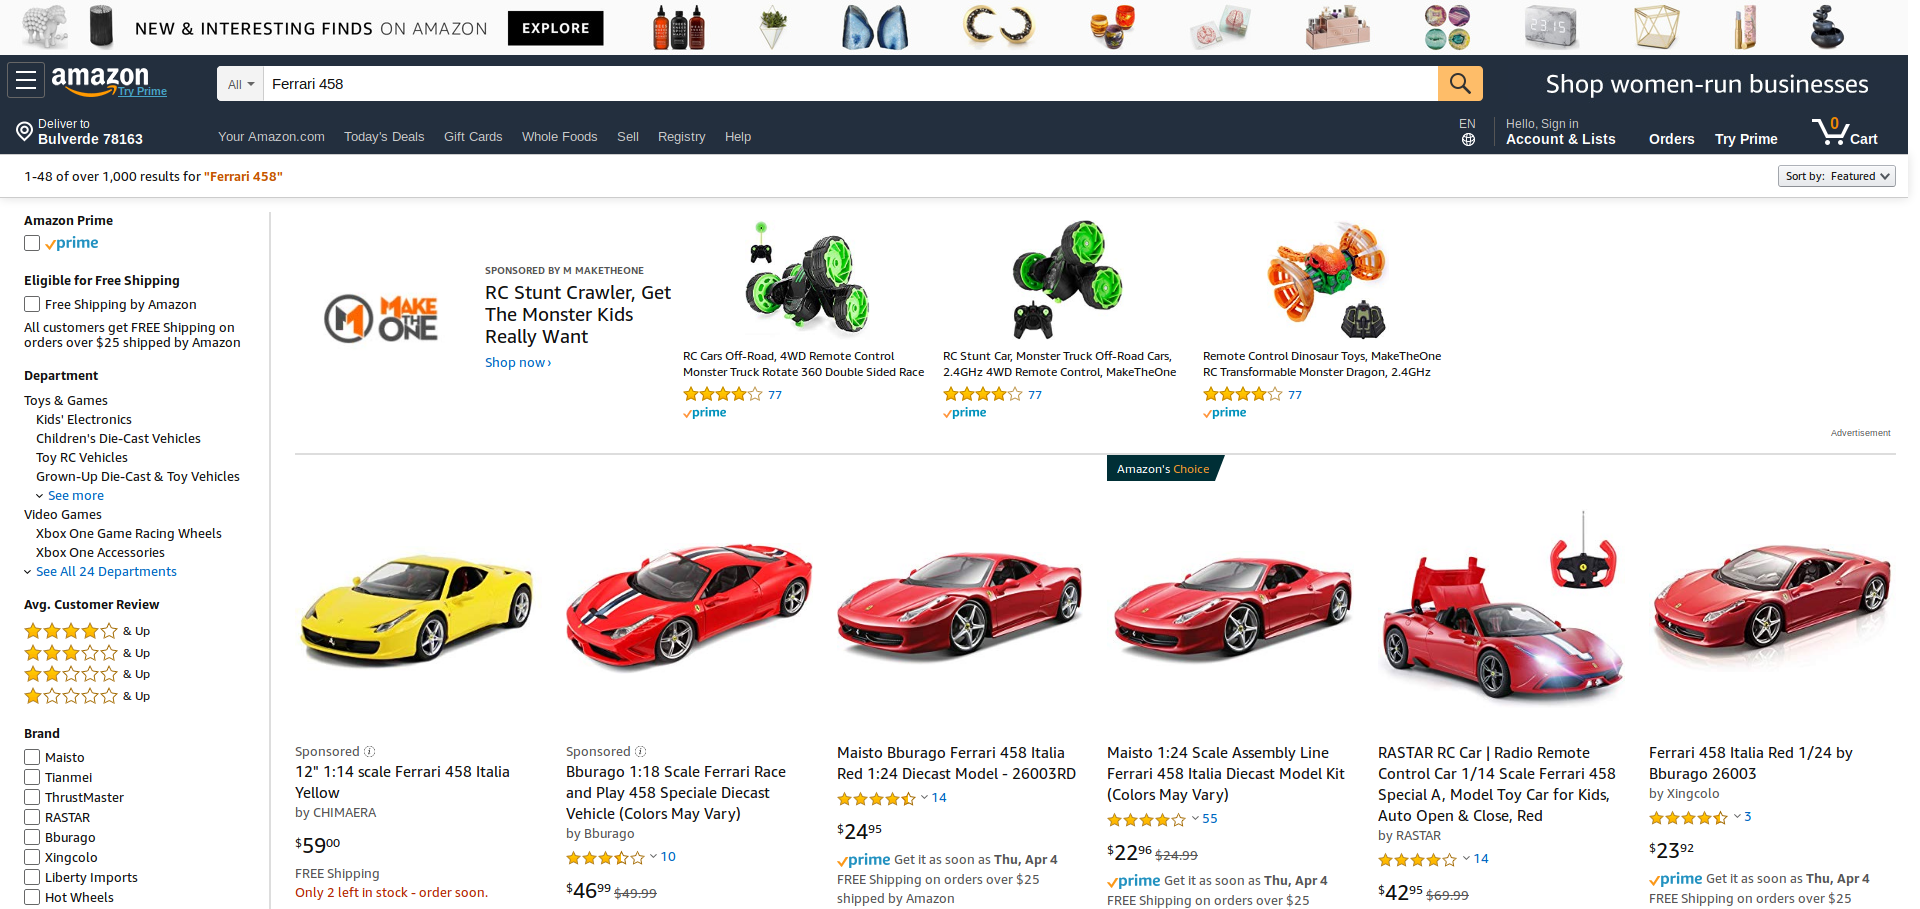 NEW & INTERESTING FINDS ON AMAZON EXPLORE
amazon
Try Prime
All
Ferrari 458
Shop women-run businesses
Deliver to
Bulverde 78163
Your Amazon.com Today's Deals Gift Cards Whole Foods Sell Registry Help
EN
Hello, Sign in
Account & Lists
Orders
Try Prime
0
Cart
1-48 of over 1,000 results for "Ferrari 458"
Sort by: Featured
Amazon Prime
prime
Eligible for Free Shipping
Free Shipping by Amazon
All customers get FREE Shipping on
orders over $25 shipped by Amazon
Department
Toys & Games
Kids' Electronics
Children's Die-Cast Vehicles
Toy RC Vehicles
Grown-Up Die-Cast & Toy Vehicles
See more
Video Games
Xbox One Game Racing Wheels
Xbox One Accessories
See All 24 Departments
Avg. Customer Review
& Up
& Up
& Up
& Up
Brand
Maisto
Tianmei
ThrustMaster
RASTAR
Bburago
Xingcolo
Liberty Imports
Hot Wheels
MAKE
THE
ONE
SPONSORED BY M MAKETHEONE
RC Stunt Crawler, Get
The Monster Kids
Really Want
Shop now ›
RC Cars Off-Road, 4WD Remote Control
Monster Truck Rotate 360 Double Sided Race
77
prime
RC Stunt Car, Monster Truck Off-Road Cars,
2.4GHz 4WD Remote Control, MakeTheOne
77
prime
Remote Control Dinosaur Toys, MakeTheOne
RC Transformable Monster Dragon, 2.4GHz
77
prime
Advertisement
Sponsored
12" 1:14 scale Ferrari 458 Italia
Yellow
by CHIMAERA
$59 00
FREE Shipping
Only 2 left in stock - order soon.
Sponsored
Bburago 1:18 Scale Ferrari Race
and Play 458 Speciale Diecast
Vehicle (Colors May Vary)
by Bburago
10
$46 99 $49.99
Maisto Bburago Ferrari 458 Italia
Red 1:24 Diecast Model - 26003RD
14
$24 95
prime Get it as soon as Thu, Apr 4
FREE Shipping on orders over $25
shipped by Amazon
Amazon's Choice
Maisto 1:24 Scale Assembly Line
Ferrari 458 Italia Diecast Model Kit
(Colors May Vary)
55
$22 96 $24.99
prime Get it as soon as Thu, Apr 4
FREE Shipping on orders over $25
RASTAR RC Car | Radio Remote
Control Car 1/14 Scale Ferrari 458
Special A, Model Toy Car for Kids,
Auto Open & Close, Red
by RASTAR
14
$42 95 $69.99
Ferrari 458 Italia Red 1/24 by
Bburago 26003
by Xingcolo
3
$23 92
prime Get it as soon as Thu, Apr 4
FREE Shipping on orders over $25